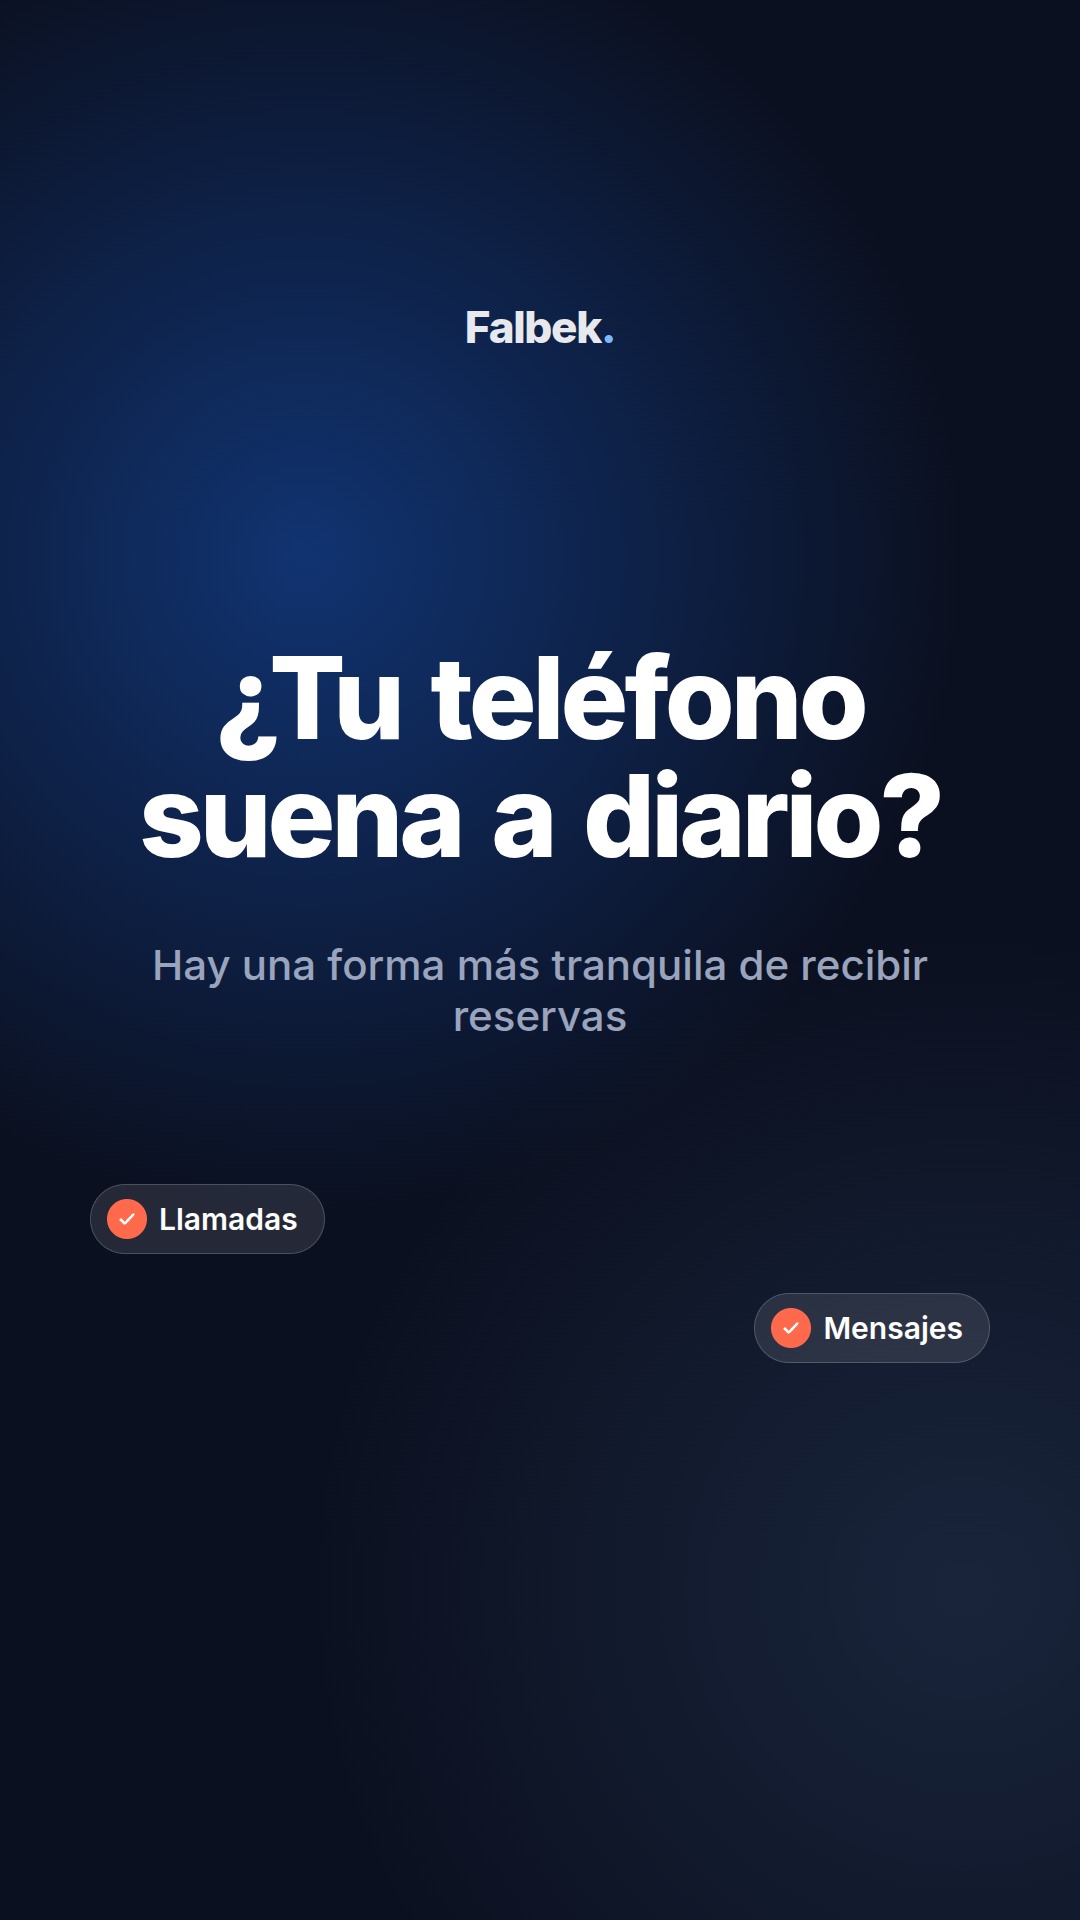 Falbek.
¿Tu teléfono
suena a diario?
Hay una forma más tranquila de recibir
reservas
Llamadas
Mensajes